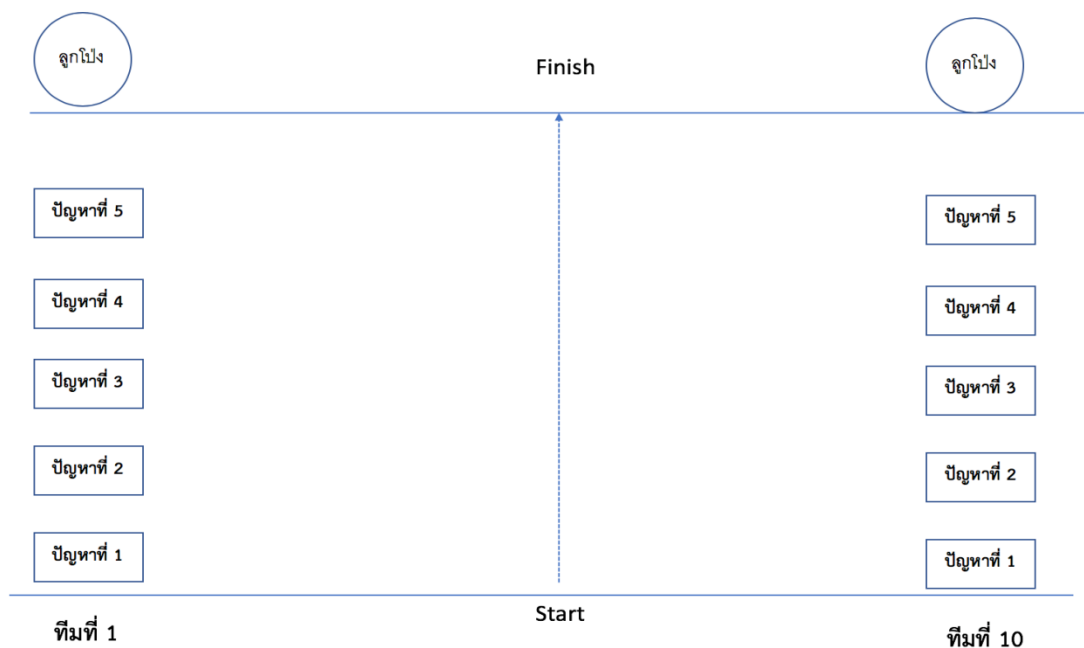 ลูกโป่ง
Finish
ลูกโป่ง
ปัญหาที่ 5
ปัญหาที่ 5
ปัญหาที่ 4
ปัญหาที่ 4
ปัญหาที่ 3
ปัญหาที่ 3
ปัญหาที่ 2
ปัญหาที่ 2
ปัญหาที่ 1
ปัญหาที่ 1
Start
ทีมที่ 1
ทีมที่ 10